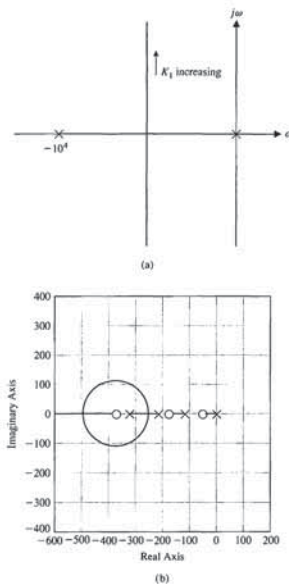 jω
K₁ increasing
σ
−10⁴
(a)
400
300
200
100
0
−100
−200
−300
−400
Imaginary Axis
−600 −500 −400 −300 −200 −100 0 100 200
Real Axis
(b)